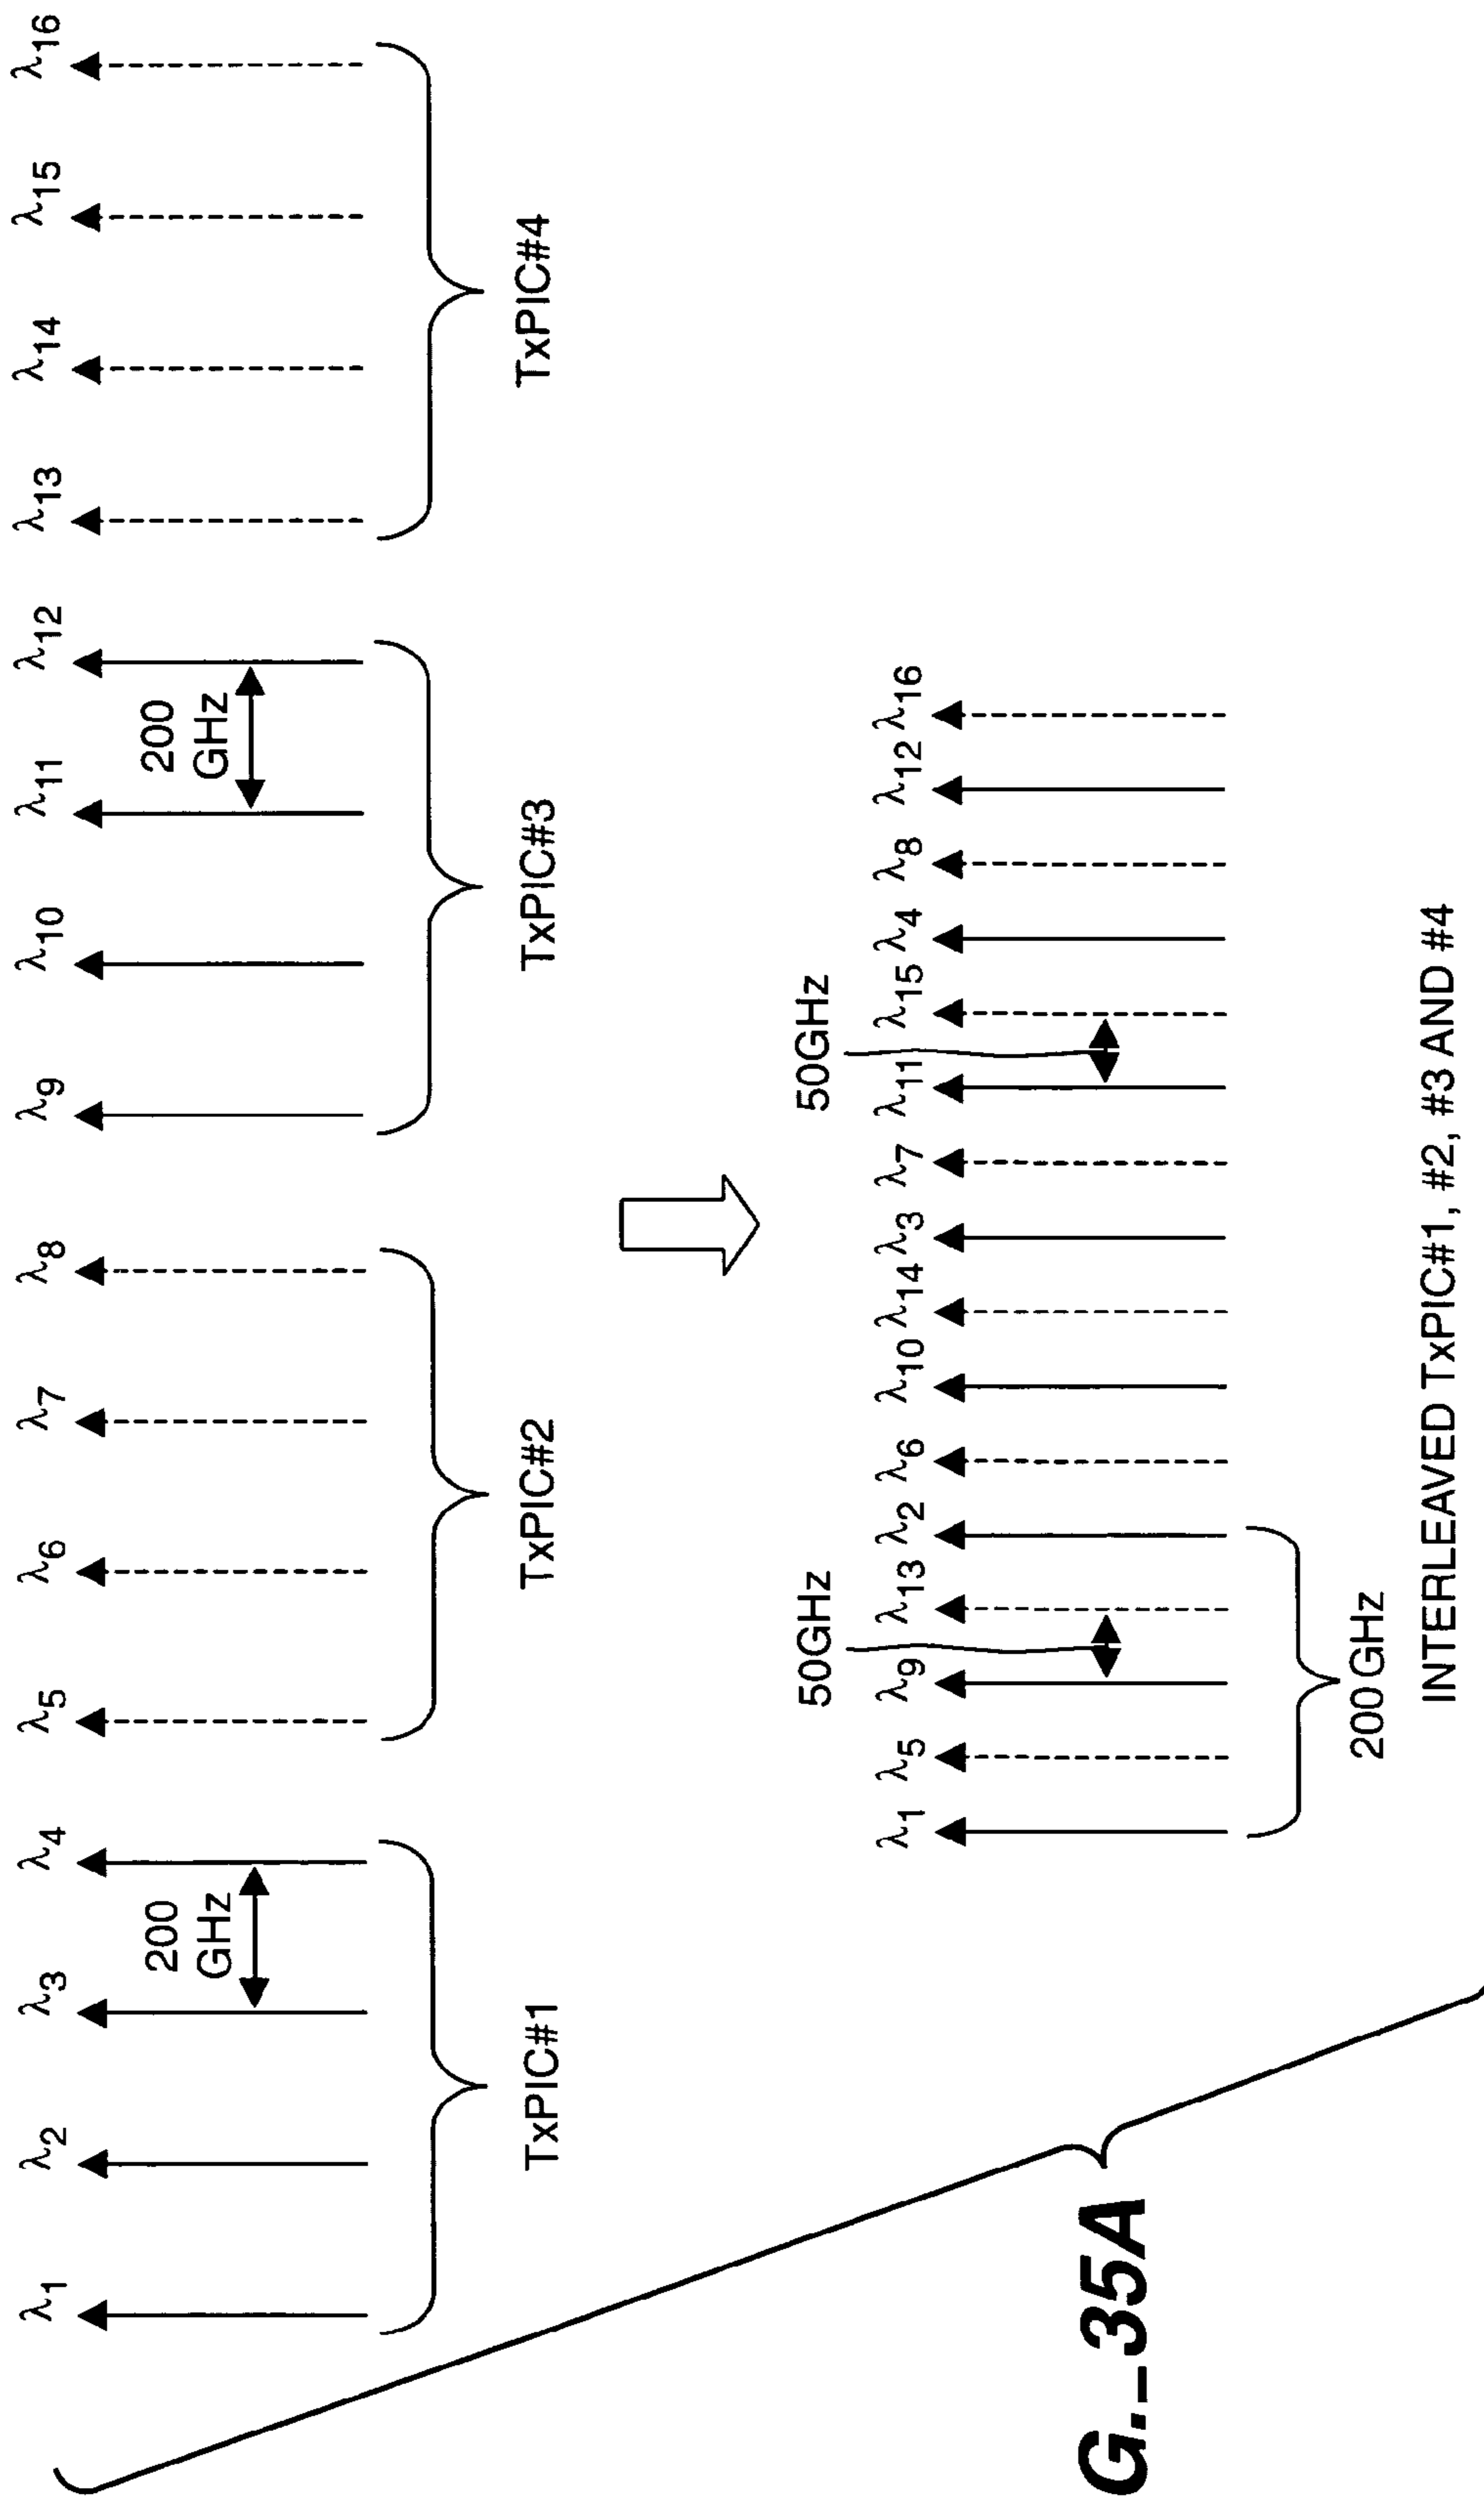 λ1 λ2 λ3 λ4 λ5 λ6 λ7 λ8 λ9 λ10 λ11 λ12 λ13 λ14 λ15 λ16
200
GHz
200
GHz
TxPIC#1 TxPIC#2 TxPIC#3 TxPIC#4
50GHz 50GHz
λ1 λ5 λ9 λ13 λ2 λ6 λ10 λ14 λ3 λ7 λ11 λ15 λ4 λ8 λ12 λ16
200GHz
INTERLEAVED TxPIC#1, #2, #3 AND #4
G._35A